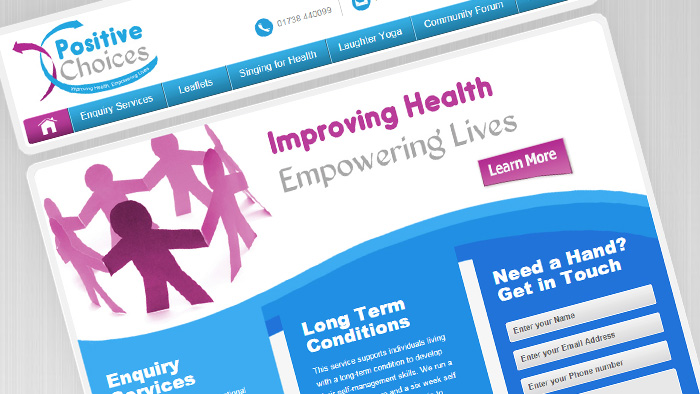 Positive
Choices
Improving Health, Empowering Lives
01738 440099
Enquiry Services
Leaflets
Singing for Health
Laughter Yoga
Community Forum
Improving Health
Empowering Lives
Learn More
Enquiry
Services
Long Term
Conditions
This service supports individuals living
with a long-term condition to develop
their self-management skills. We run a
and a six week self
to
Need a Hand?
Get in Touch
Enter your Name
Enter your Email Address
Enter your Phone number